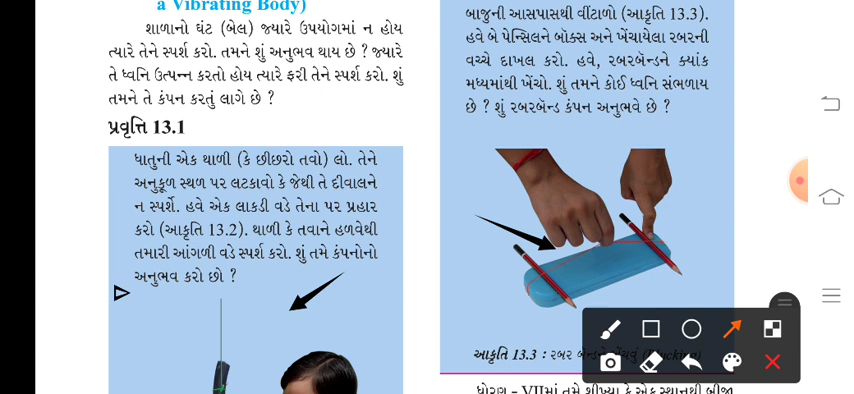 a Vibrating Body)
શાળાનો ઘંટ (બેલ) જ્યારે ઉપયોગમાં ન હોય
ત્યારે તેને સ્પર્શ કરો. તમને શું અનુભવ થાય છે ? જ્યારે
તે ધ્વનિ ઉત્પન્ન કરતો હોય ત્યારે ફરી તેને સ્પર્શ કરો. શું
તમને તે કંપન કરતું લાગે છે ?
પ્રવૃત્તિ 13.1
ધાતુની એક થાળી (કે છીછરો તવો) લો. તેને
અનુકૂળ સ્થળ પર લટકાવો કે જેથી તે દીવાલને
ન સ્પર્શે. હવે એક લાકડી વડે તેના પર પ્રહાર
કરો (આકૃતિ 13.2). થાળી કે તવાને હળવેથી
તમારી આંગળી વડે સ્પર્શ કરો. શું તમે કંપનોનો
અનુભવ કરો છો ?
બાજુની આસપાસથી વીંટાળો (આકૃતિ 13.3).
હવે બે પેન્સિલને બૉક્સ અને ખેંચાયેલા રબરની
વચ્ચે દાખલ કરો. હવે, રબરબૅન્ડને ક્યાંક
મધ્યમાંથી ખેંચો. શું તમને કોઈ ધ્વનિ સંભળાય
છે ? શું રબરબૅન્ડ કંપન અનુભવે છે ?
આકૃતિ 13.3 : રબર
ધોરણ - VIIમાં તમે શીખ્યા કે એક સ્થાનથી બીજા